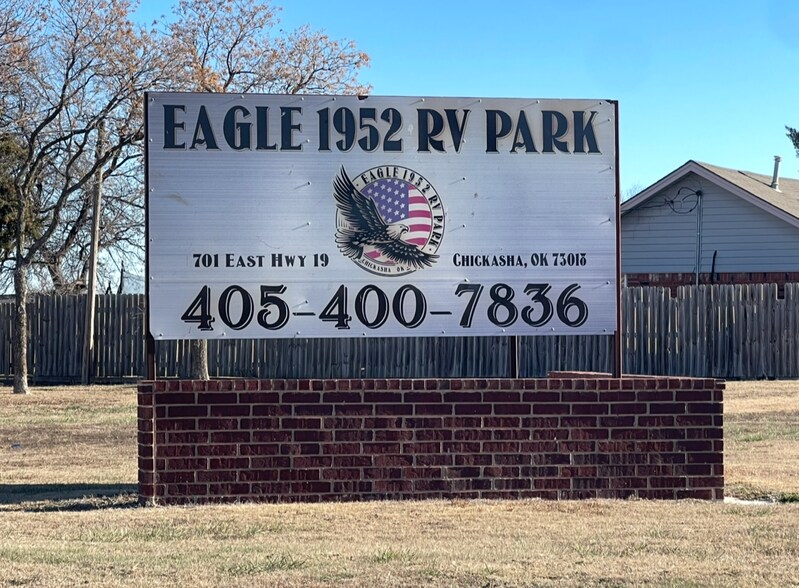 EAGLE 1952 RV PARK
EAGLE 1952 RV PARK
CHICKASHA OK
701 EAST HWY 19
CHICKASHA, OK 73018
405-400-7836